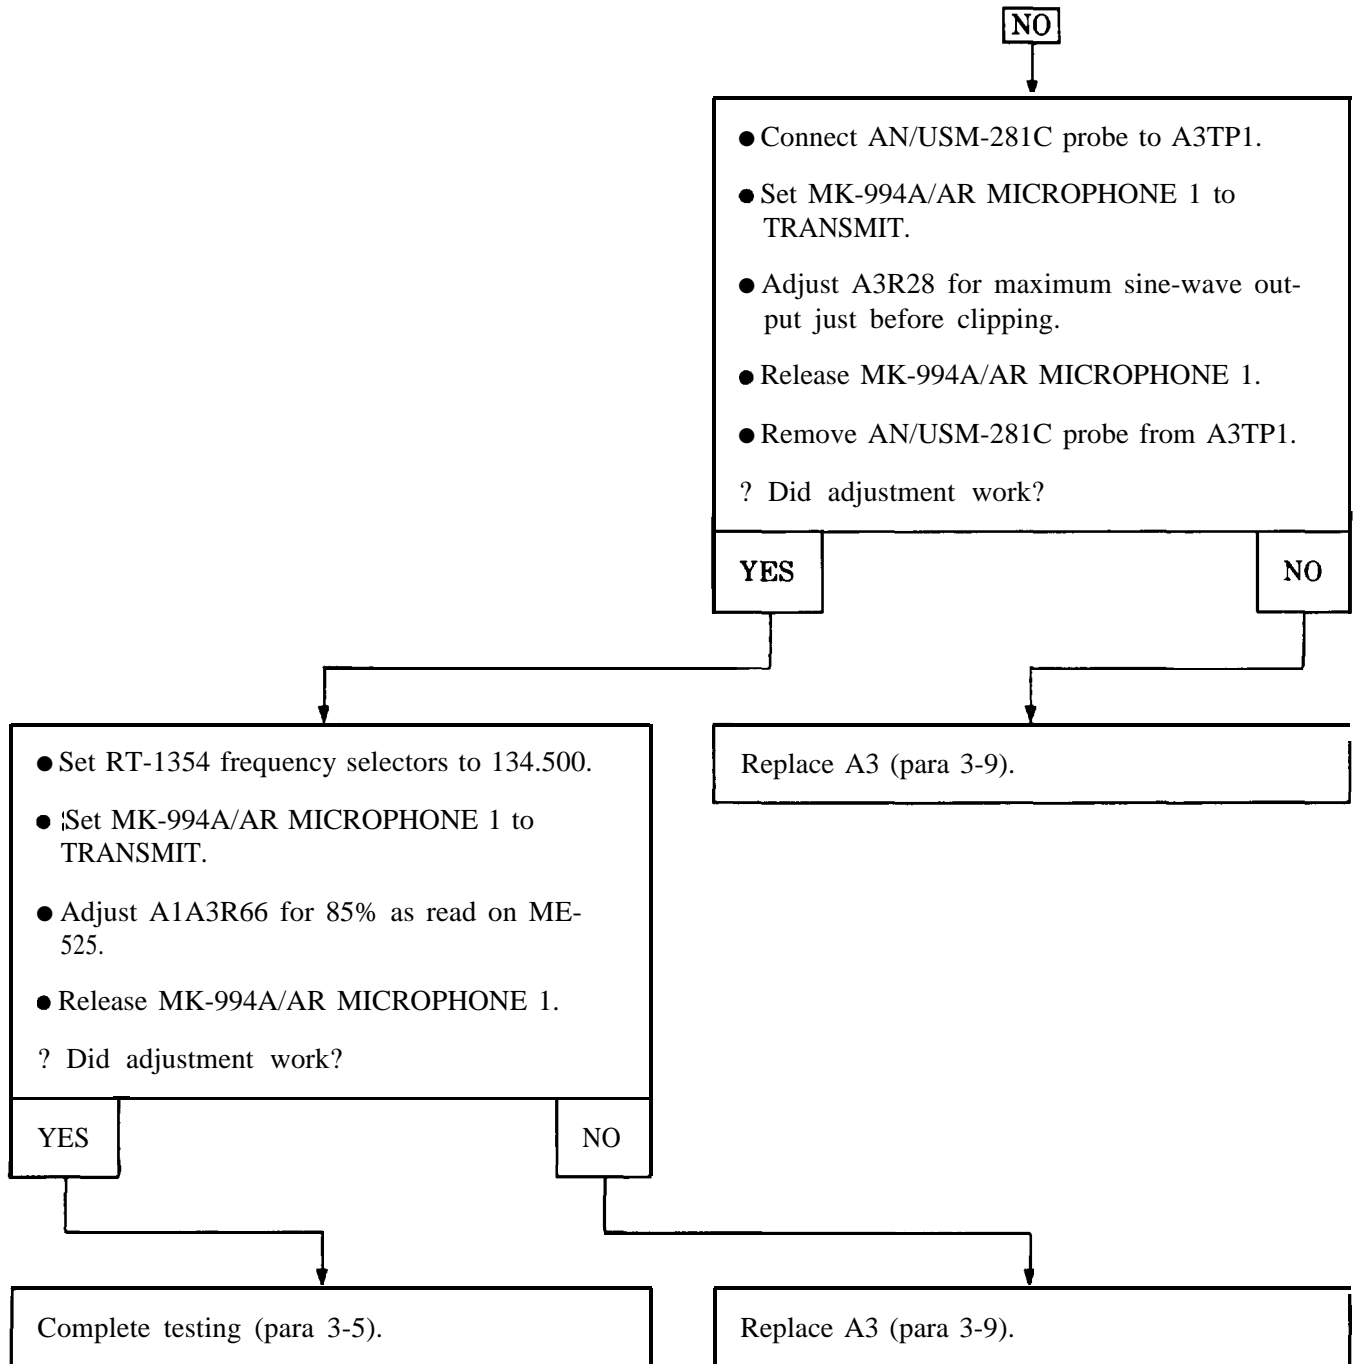 NO
● Connect AN/USM-281C probe to A3TP1.
● Set MK-994A/AR MICROPHONE 1 to
TRANSMIT.
● Adjust A3R28 for maximum sine-wave out-
put just before clipping.
● Release MK-994A/AR MICROPHONE 1.
● Remove AN/USM-281C probe from A3TP1.
? Did adjustment work?
YES
NO
● Set RT-1354 frequency selectors to 134.500.
● Set MK-994A/AR MICROPHONE 1 to
TRANSMIT.
● Adjust A1A3R66 for 85% as read on ME-
525.
● Release MK-994A/AR MICROPHONE 1.
? Did adjustment work?
YES
NO
Replace A3 (para 3-9).
Complete testing (para 3-5).
Replace A3 (para 3-9).